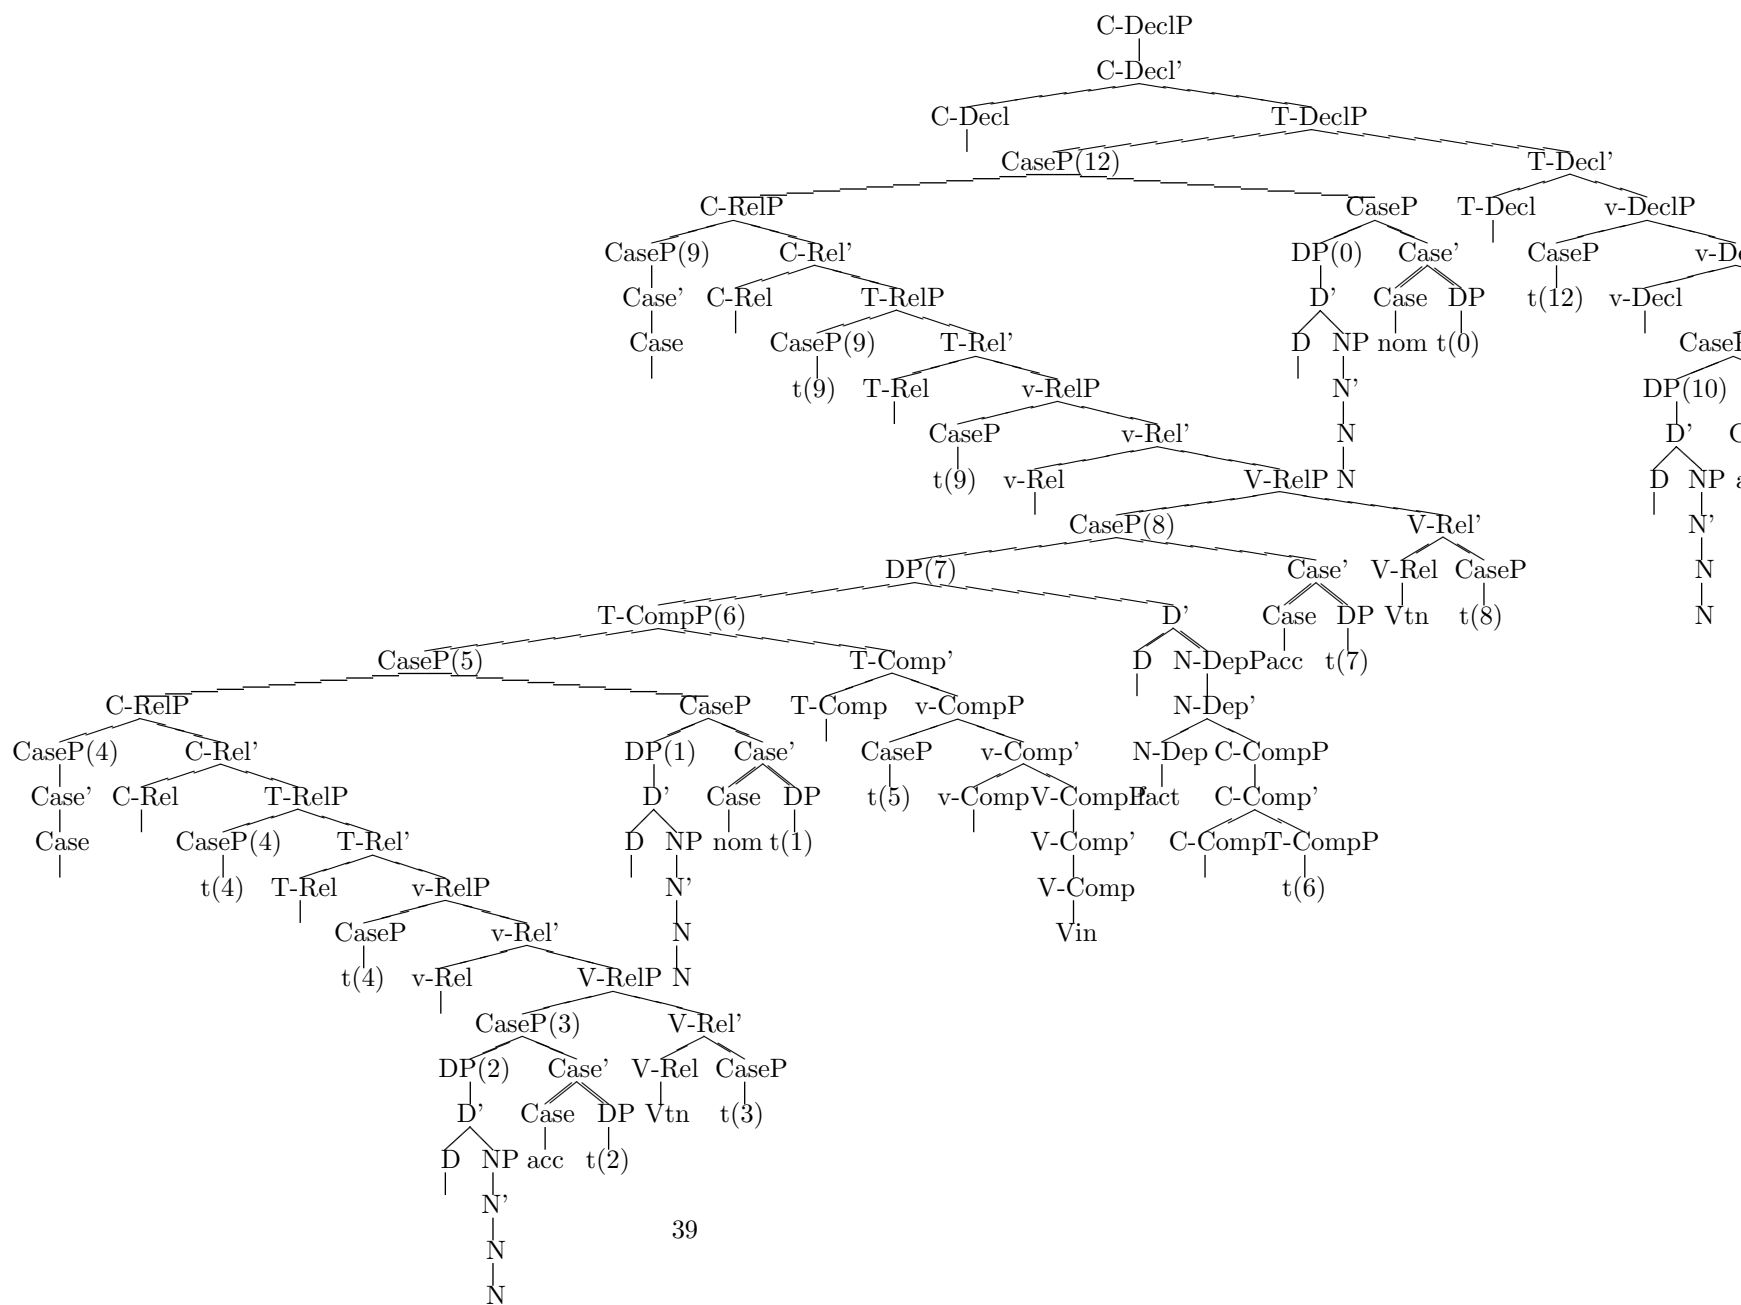 C-DeclP
C-Decl'
C-Decl T-DeclP
CaseP(12) T-Decl'
C-RelP CaseP T-Decl v-DeclP
CaseP(9) C-Rel' DP(0) Case' CaseP v-De
Case' C-Rel T-RelP D' Case DP t(12) v-Decl
Case CaseP(9) T-Rel' D NP nom t(0) CaseP
t(9) T-Rel v-RelP N' DP(10)
CaseP v-Rel' N D' C
t(9) v-Rel V-RelP N D NP a
CaseP(8) V-Rel' N'
DP(7) Case' V-Rel CaseP N
T-CompP(6) D' Case DP Vtn t(8) N
CaseP(5) T-Comp' D N-DepP acc t(7)
C-RelP CaseP T-Comp v-CompP N-Dep'
CaseP(4) C-Rel' DP(1) Case' CaseP v-Comp' N-Dep C-CompP
Case' C-Rel T-RelP D' Case DP t(5) v-Comp V-CompP fact C-Comp'
Case CaseP(4) T-Rel' D NP nom t(1) V-Comp' C-Comp T-CompP
t(4) T-Rel v-RelP N' V-Comp t(6)
CaseP v-Rel' N Vin
t(4) v-Rel V-RelP N
CaseP(3) V-Rel'
DP(2) Case' V-Rel CaseP
D' Case DP Vtn t(3)
D NP acc t(2)
N'
39
N
N